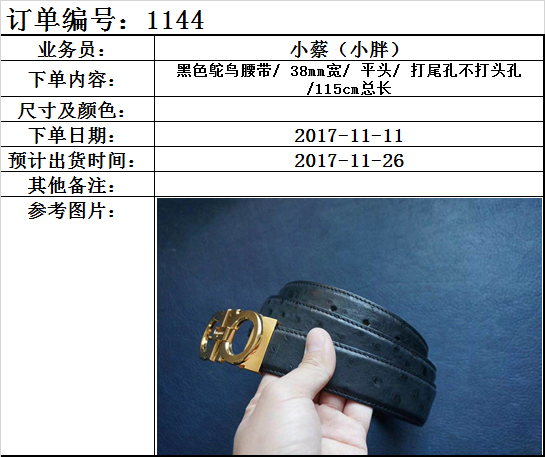 订单编号：1144
业务员： 小蔡（小胖）
下单内容： 黑色鸵鸟腰带/ 38mm宽/ 平头/ 打尾孔不打头孔
/115cm总长
尺寸及颜色：
下单日期： 2017-11-11
预计出货时间： 2017-11-26
其他备注：
参考图片：